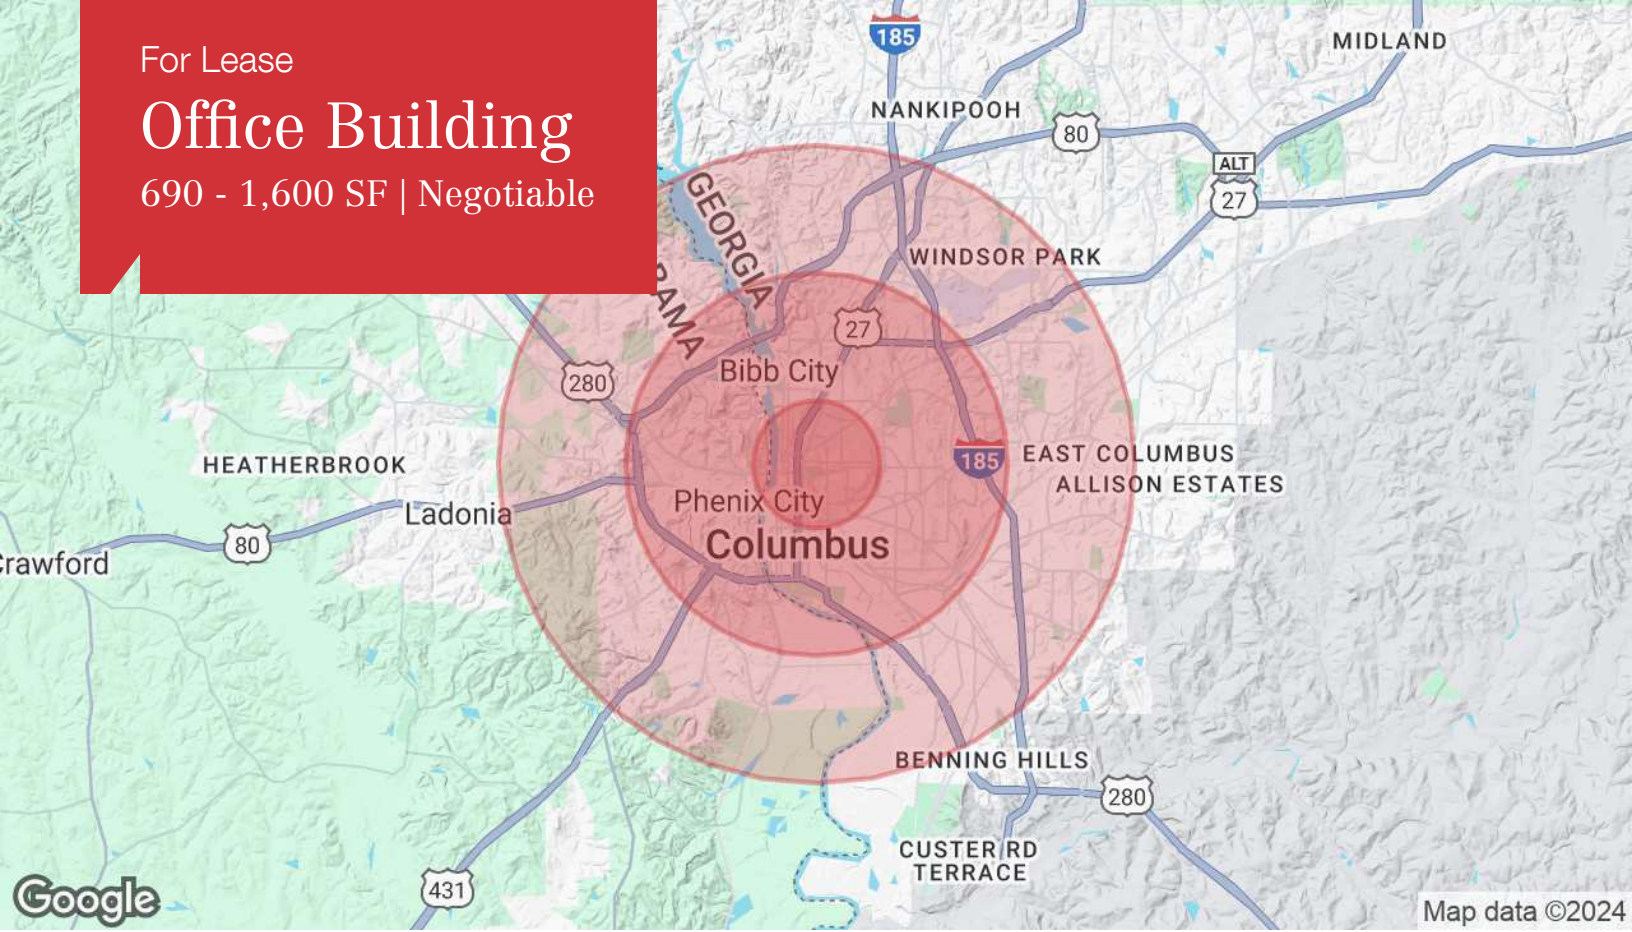 For Lease
Office Building
690 - 1,600 SF | Negotiable
185
MIDLAND
NANKIPOOH
80
ALT
27
GEORGIA
WINDSOR PARK
BAMA
27
Bibb City
280
EAST COLUMBUS
185
HEATHERBROOK
ALLISON ESTATES
Phenix City
Ladonia
Columbus
80
Crawford
BENNING HILLS
280
CUSTER RD
TERRACE
431
Google
Map data ©2024